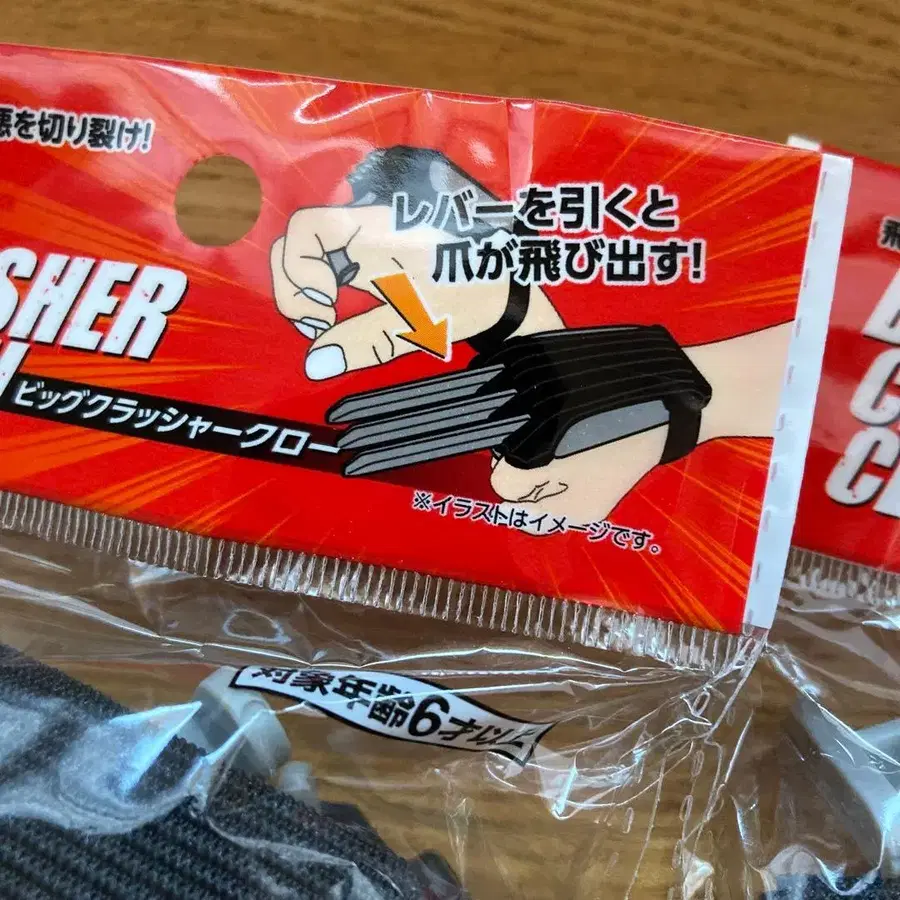 悪を切り裂け!
レバーを引くと
爪が飛び出す!
SHER
ビッグクラッシャークロー
※イラストはイメージです。
対象年齢6才以上
飛
C